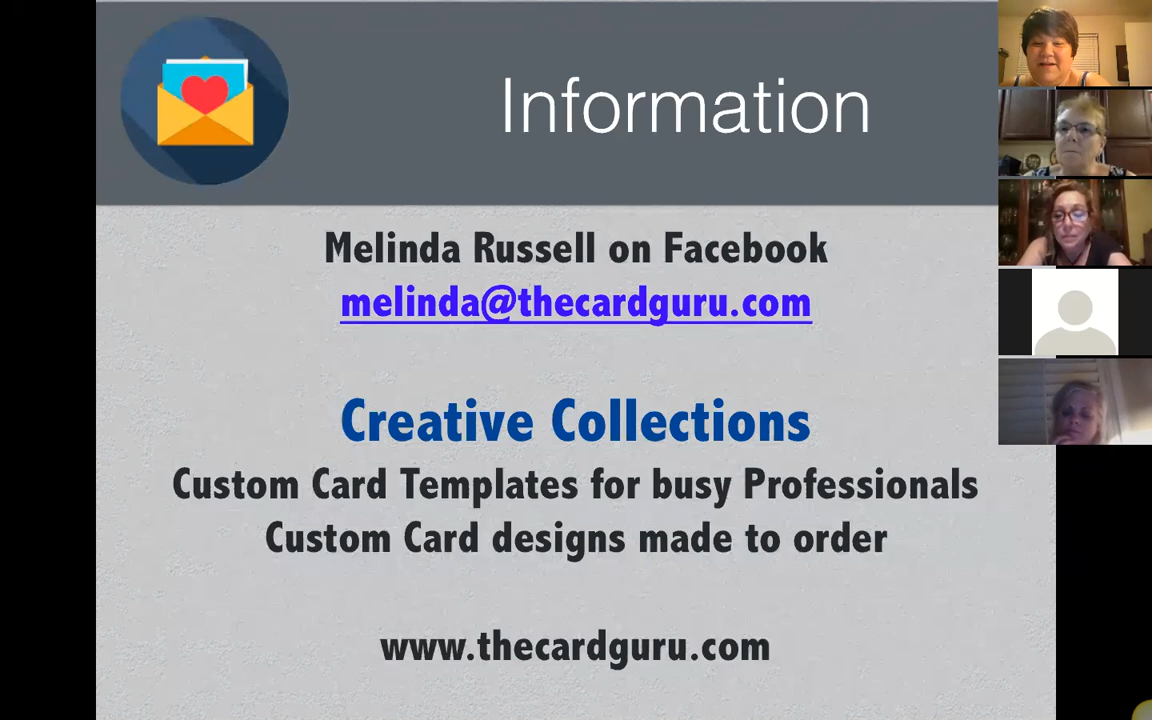 Information
Melinda Russell on Facebook
melinda@thecardguru.com
Creative Collections
Custom Card Templates for busy Professionals
Custom Card designs made to order
www.thecardguru.com